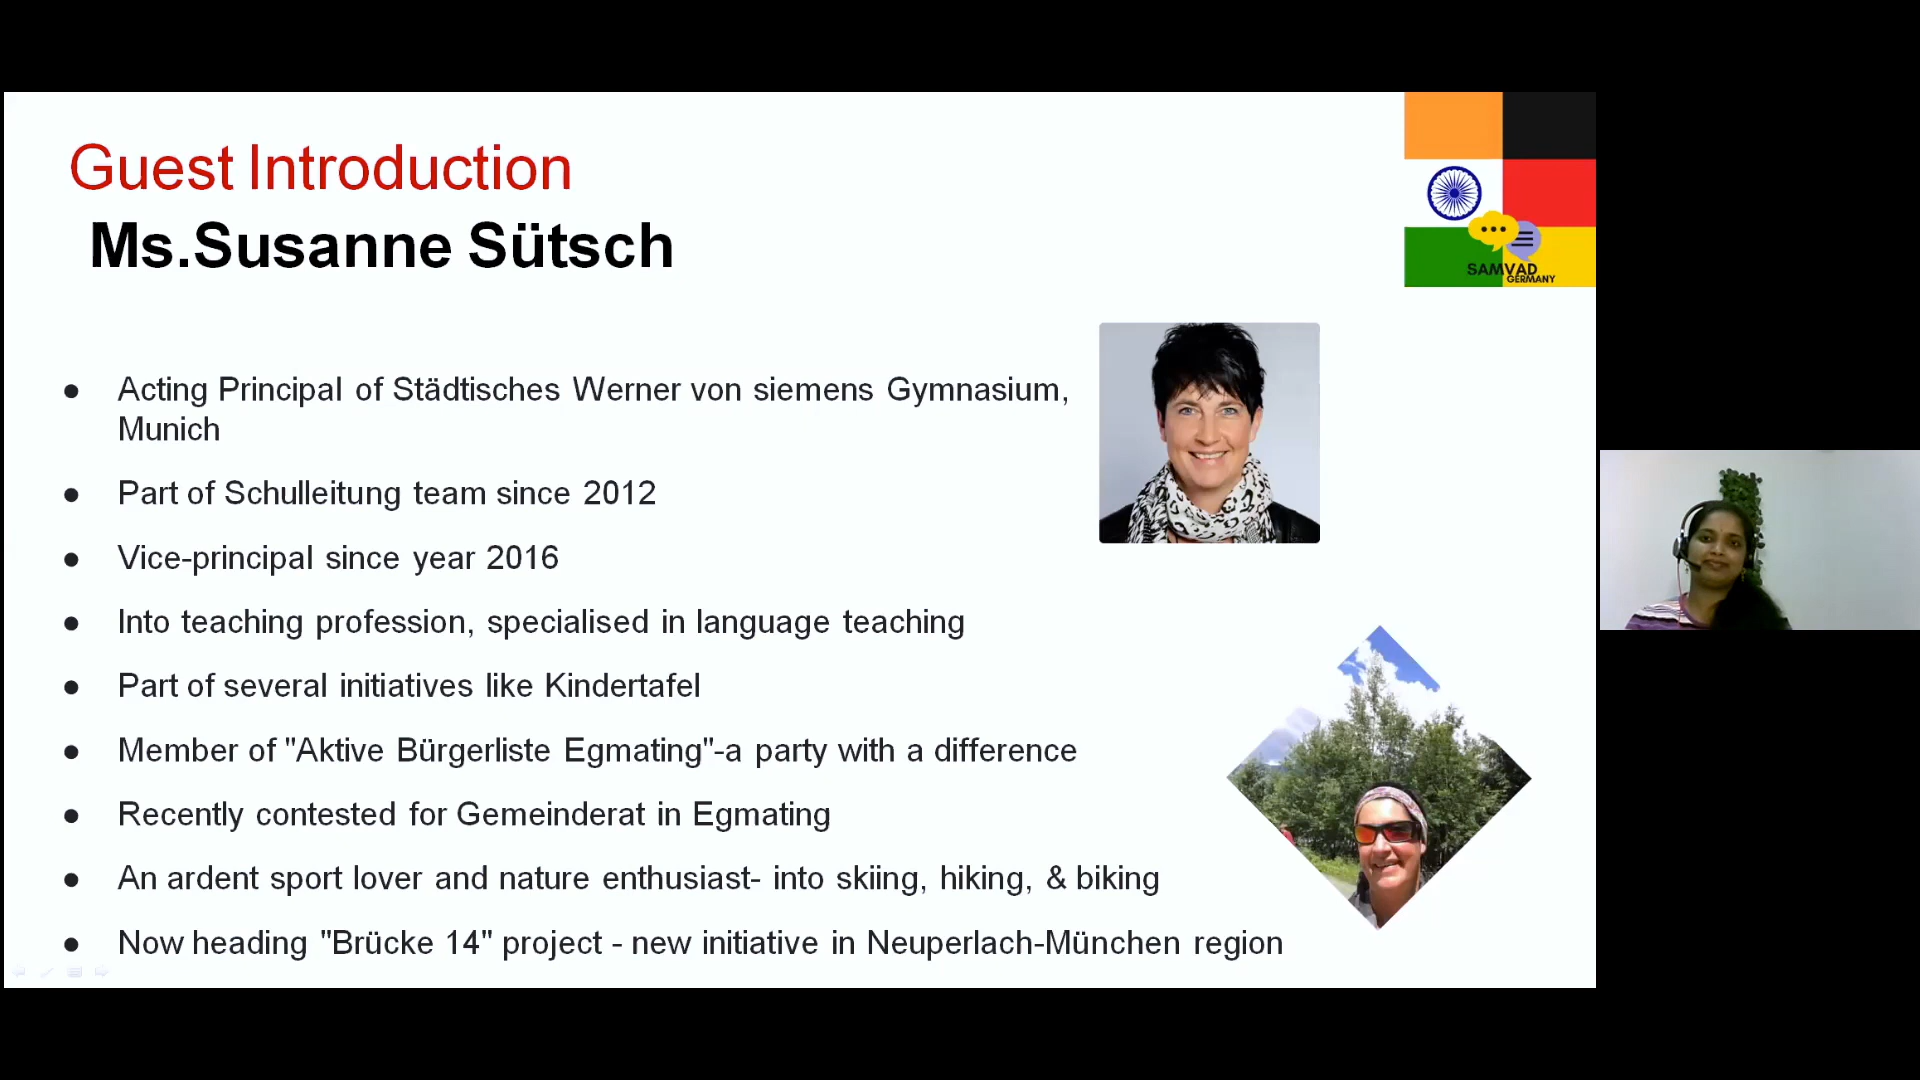 Guest Introduction
Ms.Susanne Sütsch
SAMVAD
GERMANY
● Acting Principal of Städtisches Werner von siemens Gymnasium,
Munich
● Part of Schulleitung team since 2012
● Vice-principal since year 2016
● Into teaching profession, specialised in language teaching
● Part of several initiatives like Kindertafel
● Member of "Aktive Bürgerliste Egmating"-a party with a difference
● Recently contested for Gemeinderat in Egmating
● An ardent sport lover and nature enthusiast- into skiing, hiking, & biking
● Now heading "Brücke 14" project - new initiative in Neuperlach-München region